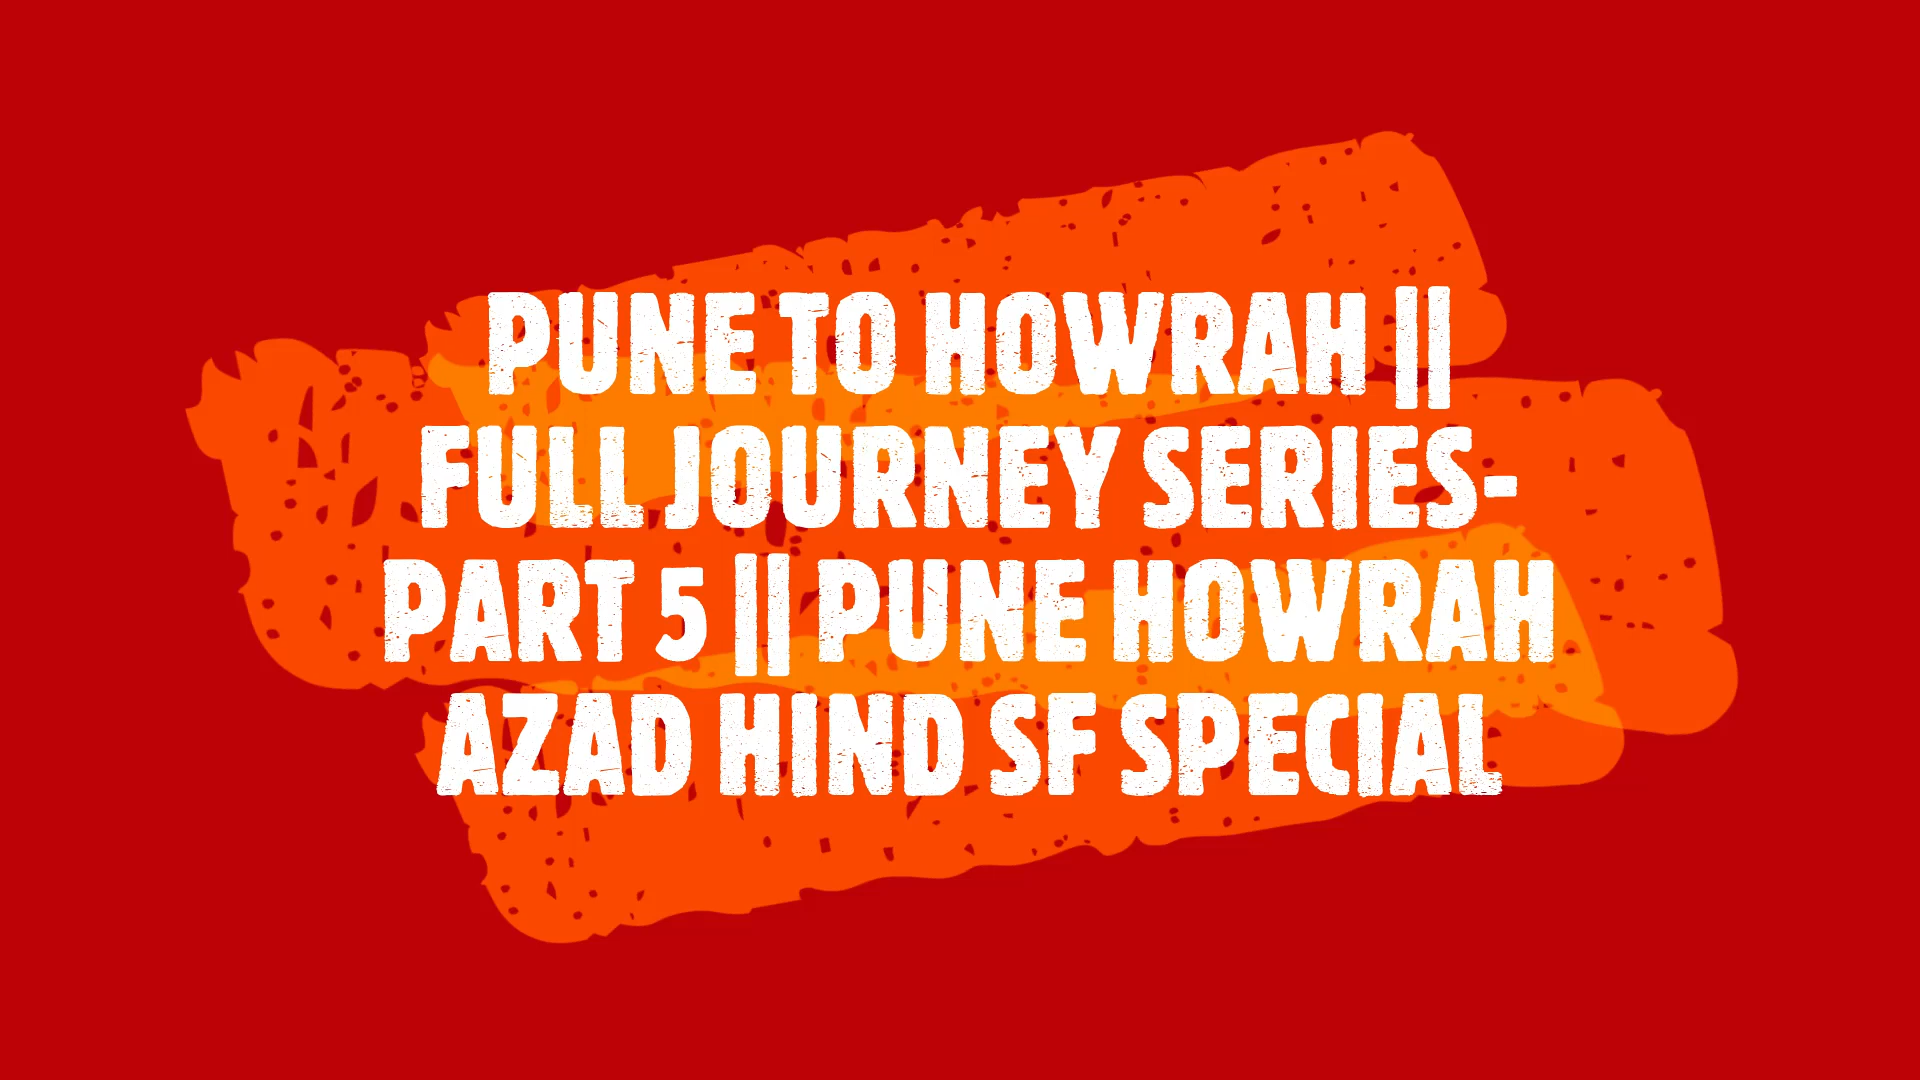 PUNE TO HOWRAH ||
FULL JOURNEY SERIES-
PART 5 || PUNE HOWRAH
AZAD HIND SF SPECIAL